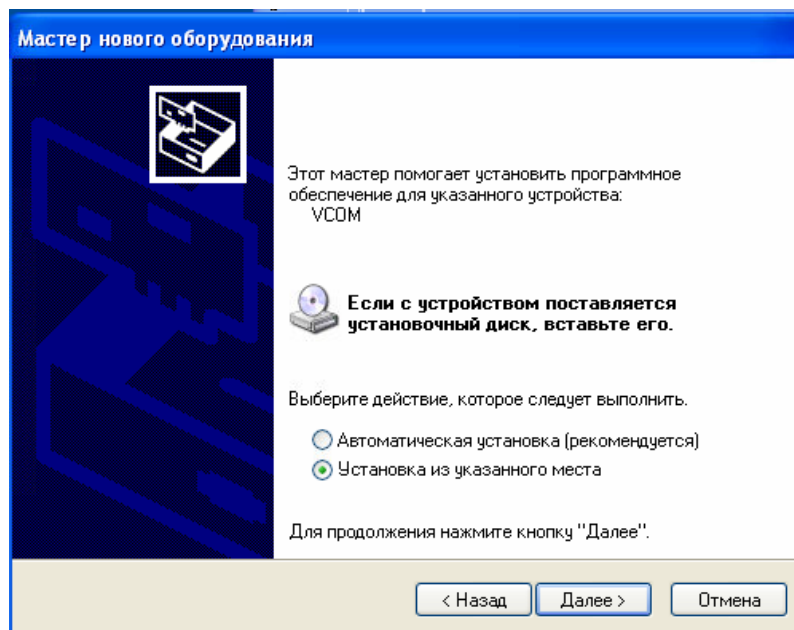 Мастер нового оборудования
Этот мастер помогает установить программное
обеспечение для указанного устройства:
VCOM
Если с устройством поставляется
установочный диск, вставьте его.
Выберите действие, которое следует выполнить.
Автоматическая установка (рекомендуется)
Установка из указанного места
Для продолжения нажмите кнопку "Далее".
< Назад
Далее >
Отмена